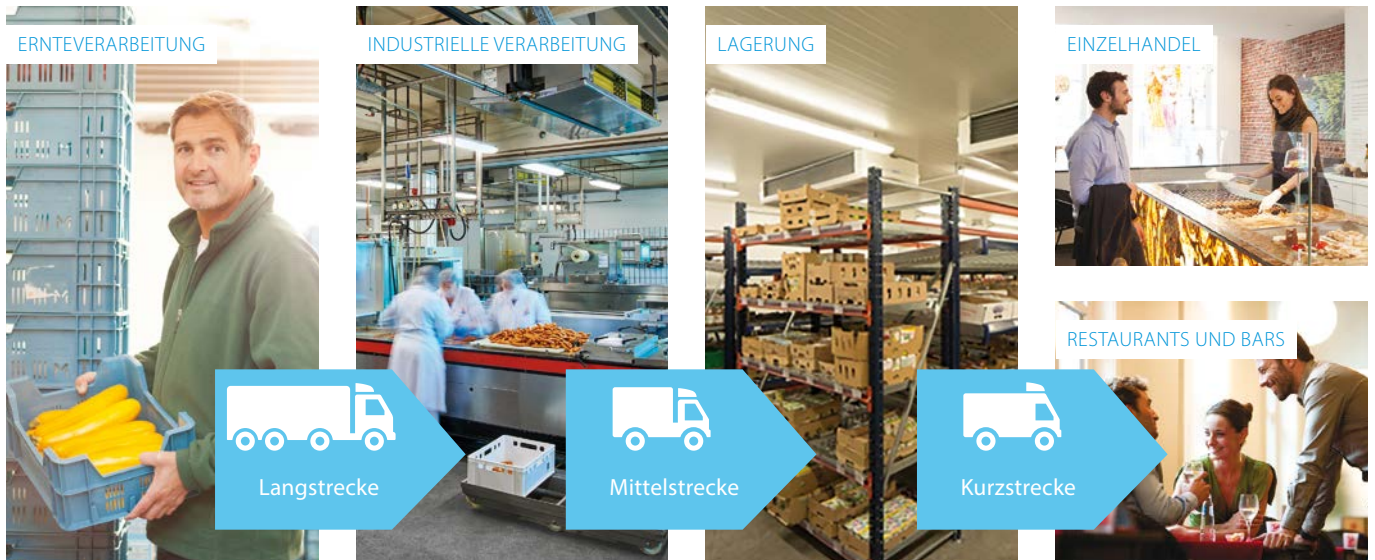 ERNTEVERARBEITUNG
INDUSTRIELLE VERARBEITUNG
LAGERUNG
EINZELHANDEL
RESTAURANTS UND BARS
Langstrecke
Mittelstrecke
Kurzstrecke